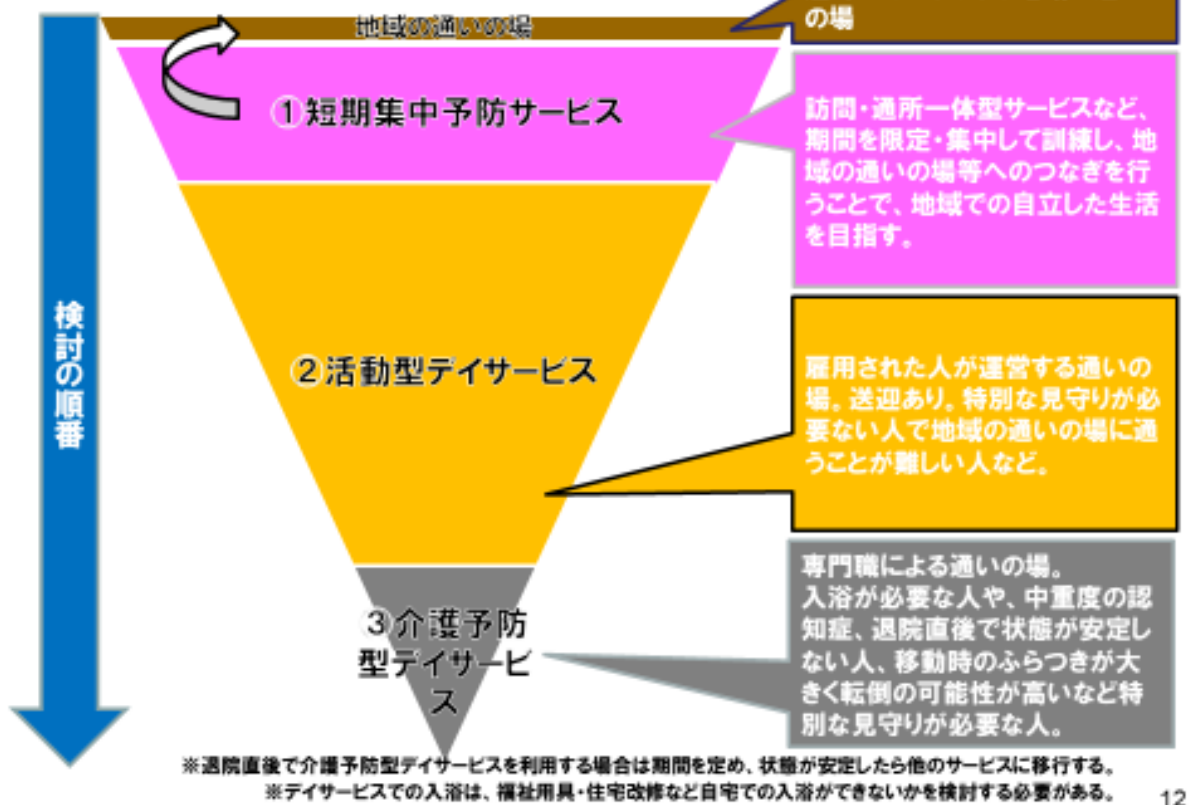 の場
地域の通いの場
①短期集中予防サービス
訪問・通所一体型サービスなど、
期間を限定・集中して訓練し、地
域の通いの場等へのつなぎを行
うことで、地域での自立した生活
を目指す。
検討の順番
②活動型デイサービス
雇用された人が運営する通いの
場。送迎あり。特別な見守りが必
要ない人で地域の通いの場に通
うことが難しい人など。
③介護予防
型デイサービ
ス
専門職による通いの場。
入浴が必要な人や、中重度の認
知症、退院直後で状態が安定し
ない人、移動時のふらつきが大
きく転倒の可能性が高いなど特
別な見守りが必要な人。
※退院直後で介護予防型デイサービスを利用する場合は期間を定め、状態が安定したら他のサービスに移行する。
※デイサービスでの入浴は、福祉用具・住宅改修など自宅での入浴ができないかを検討する必要がある。
12